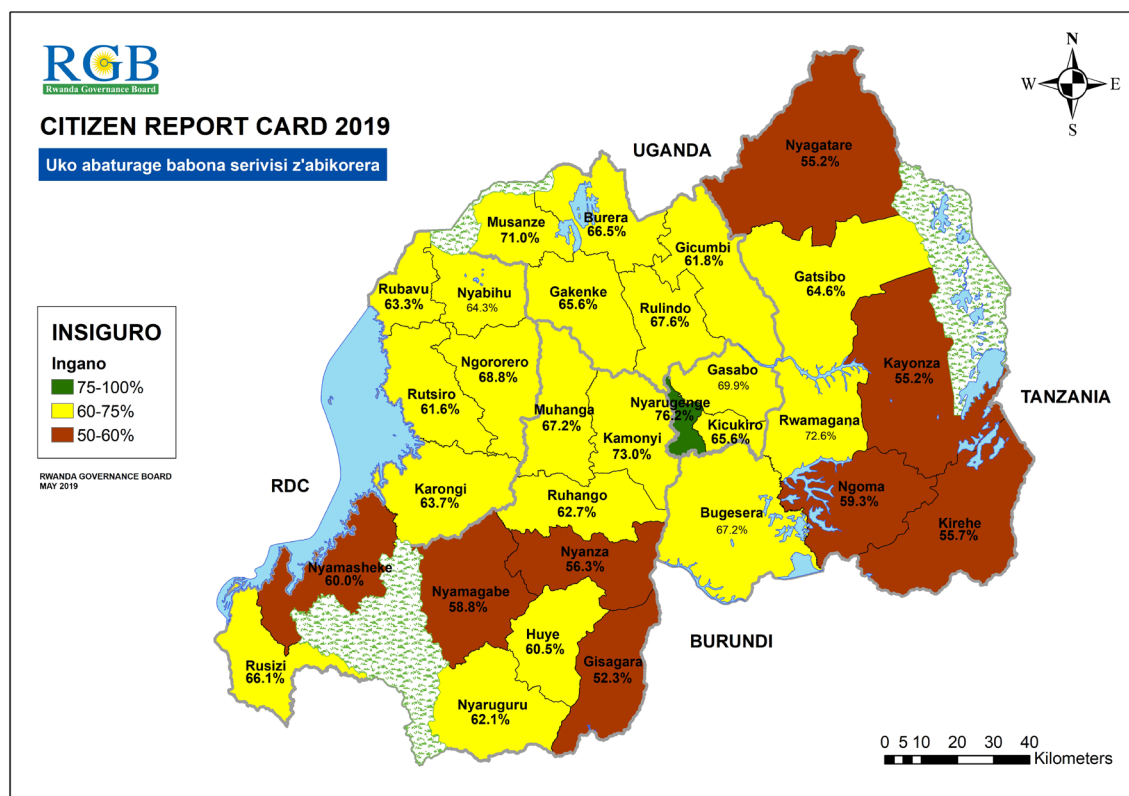 RGB
Rwanda Governance Board
CITIZEN REPORT CARD 2019
Uko abaturage babona serivisi z'abikorera
N
W
E
S
UGANDA
Nyagatare
55.2%
Musanze
71.0%
Burera
66.5%
Gicumbi
61.8%
Gatsibo
64.6%
Rubavu
63.3%
Nyabihu
64.3%
Gakenke
65.6%
Rulindo
67.6%
INSIGURO
Ingano
75-100%
60-75%
50-60%
RWANDA GOVERNANCE BOARD
MAY 2019
Ngororero
68.8%
Rutsiro
61.6%
Muhanga
67.2%
Kamonyi
73.0%
Nyarugenge
76.2%
Gasabo
69.9%
Kicukiro
65.6%
Rwamagana
72.6%
Kayonza
55.2%
TANZANIA
RDC
Karongi
63.7%
Ruhango
62.7%
Bugesera
67.2%
Ngoma
59.3%
Kirehe
55.7%
Nyamasheke
60.0%
Nyamagabe
58.8%
Nyanza
56.3%
Huye
60.5%
Gisagara
52.3%
BURUNDI
Rusizi
66.1%
Nyaruguru
62.1%
0 5 10 20 30 40
Kilometers